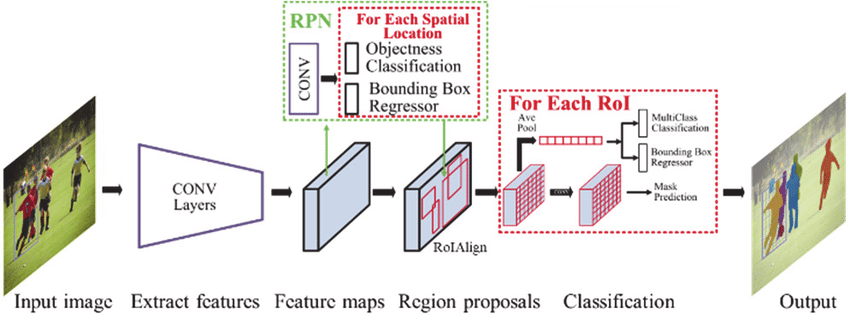 RPN
For Each Spatial
Location
CONV
Objectness
Classification
Bounding Box
Regressor
For Each RoI
Ave
Pool
MultiClass
Classification
Bounding Box
Regressor
CONV
Layers
RoIAlign
CONV
Mask
Prediction
Input image
Extract features
Feature maps
Region proposals
Classification
Output